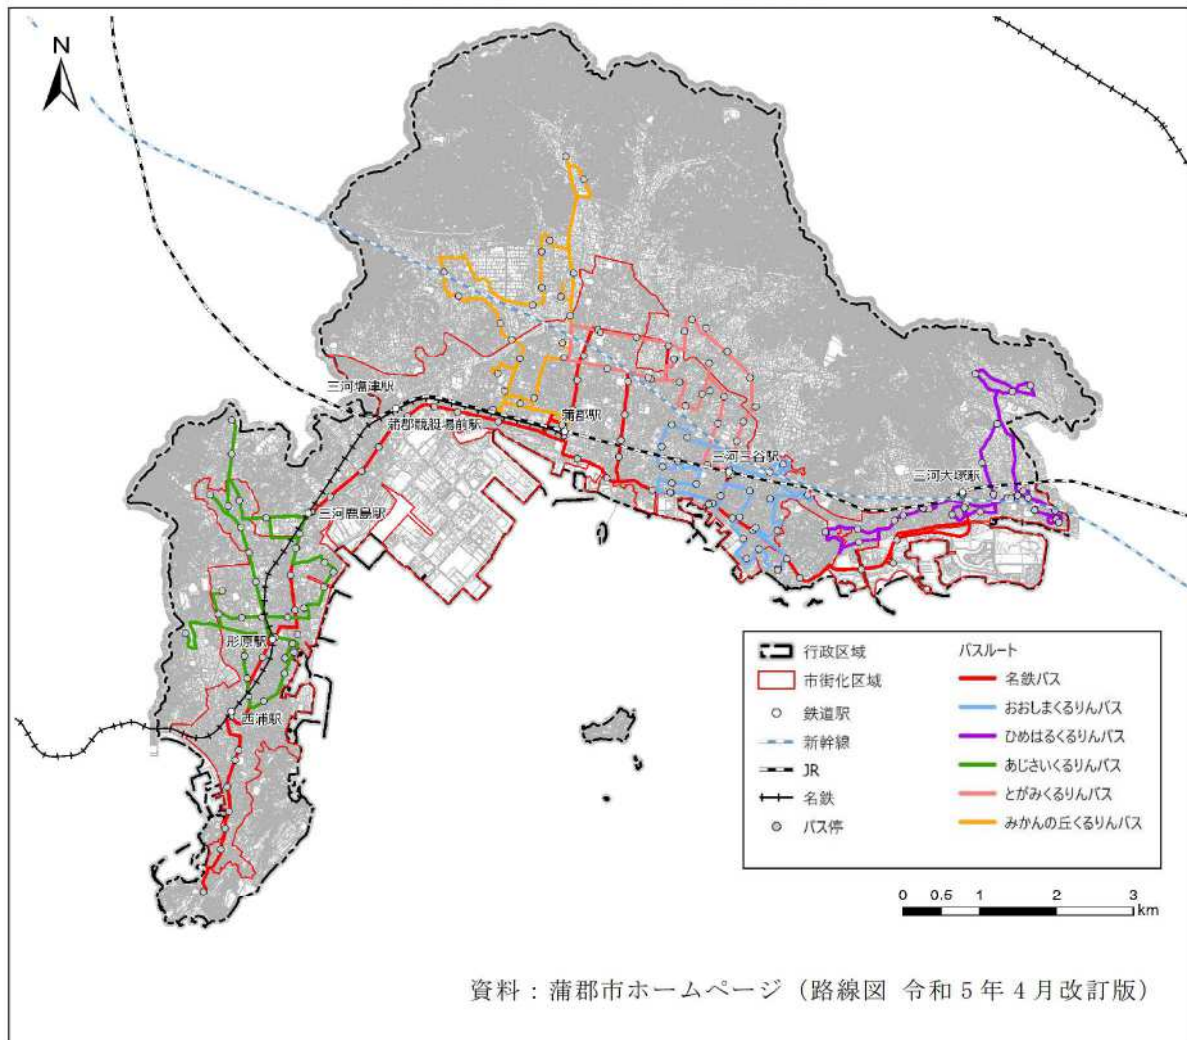 N
三河塩津駅
蒲郡競艇場前駅
蒲郡駅
三河三谷駅
三河大塚駅
三河鹿島駅
形原駅
西浦駅
行政区域
市街化区域
鉄道駅
新幹線
JR
名鉄
バス停
バスルート
名鉄バス
おおしまくるりんバス
ひめはるくるりんバス
あじさいくるりんバス
とがみくるりんバス
みかんの丘くるりんバス
0 0.5 1 2 3
km
資料：蒲郡市ホームページ（路線図 令和5年4月改訂版）